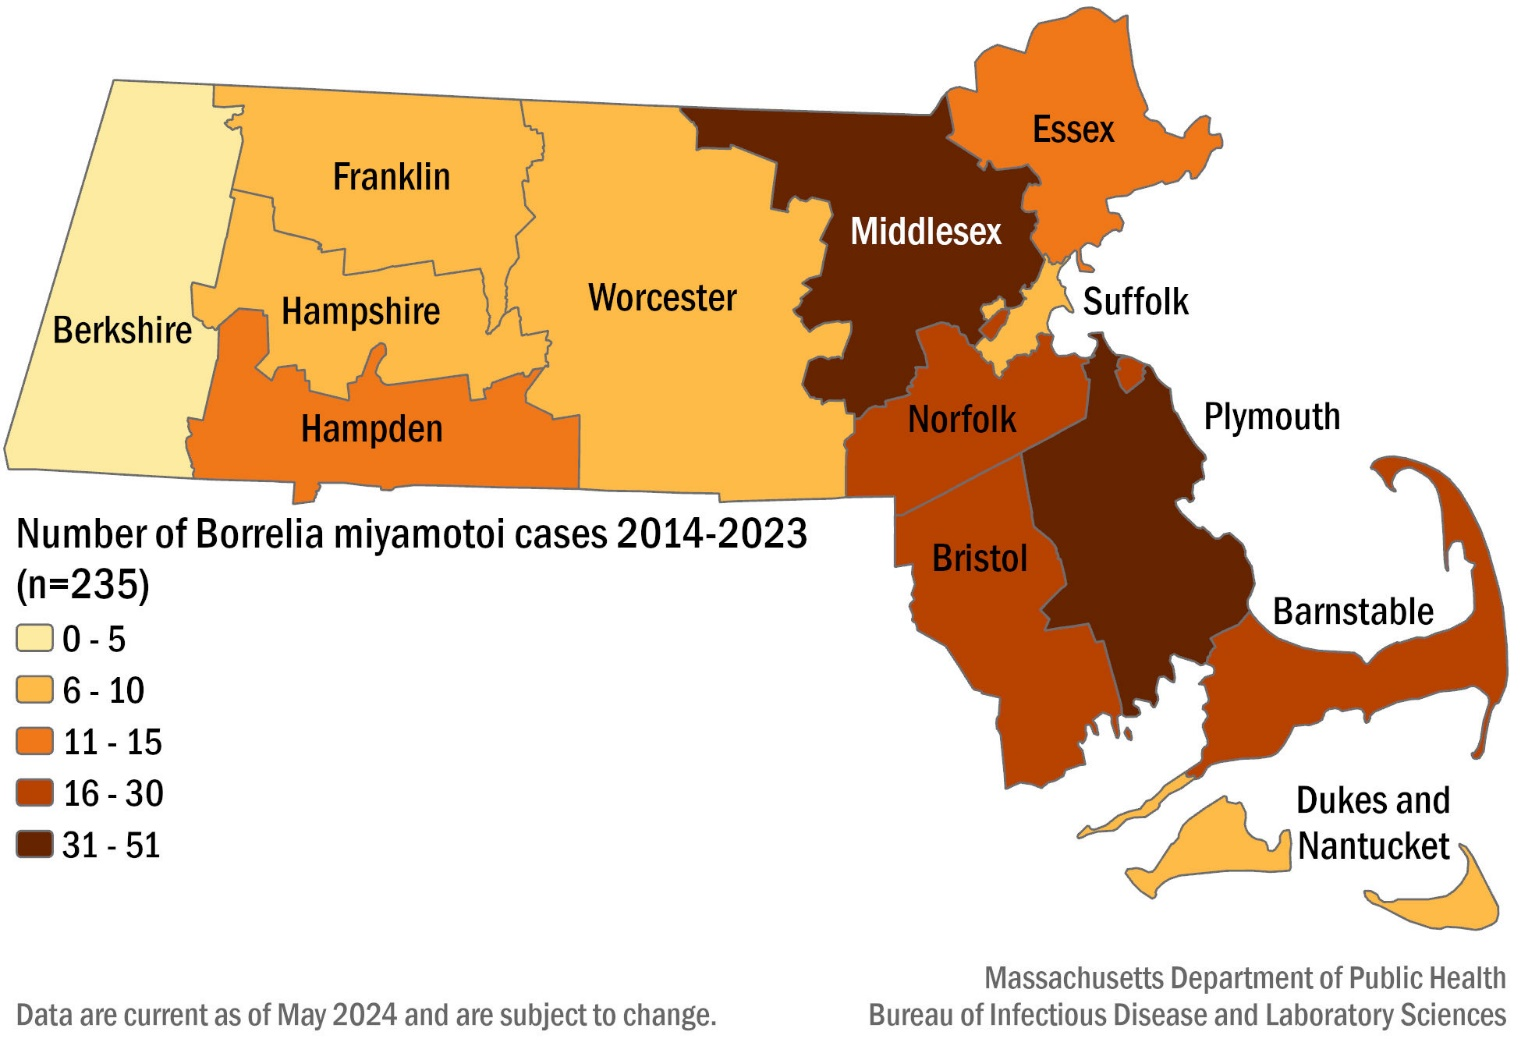 Essex
Franklin
Middlesex
Worcester
Suffolk
Hampshire
Berkshire
Plymouth
Norfolk
Hampden
Number of Borrelia miyamotoi cases 2014-2023
(n=235)
Bristol
Barnstable
0 - 5
6 - 10
11 - 15
16 - 30
31 - 51
Dukes and
Nantucket
Massachusetts Department of Public Health
Data are current as of May 2024 and are subject to change.
Bureau of Infectious Disease and Laboratory Sciences